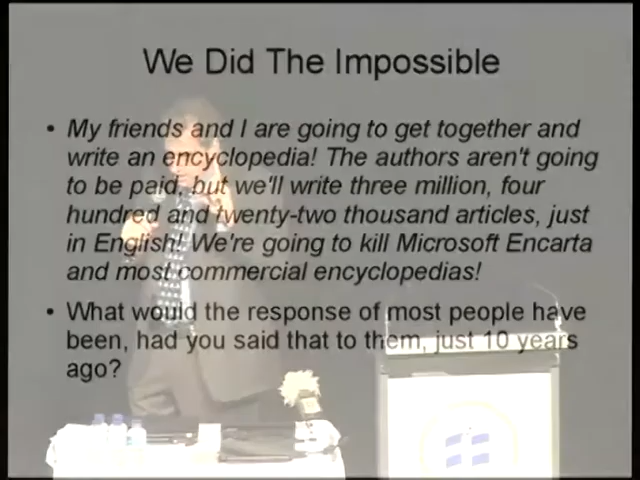 We Did The Impossible
• My friends and I are going to get together and
write an encyclopedia! The authors aren't going
to be paid, but we'll write three million, four
hundred and twenty-two thousand articles, just
in English! We're going to kill Microsoft Encarta
and most commercial encyclopedias!
• What would the response of most people have
been, had you said that to them, just 10 years
ago?